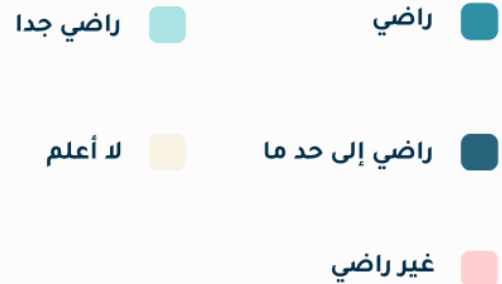 راضي
راضي جدا
راضي إلى حد ما
لا أعلم
غير راضي